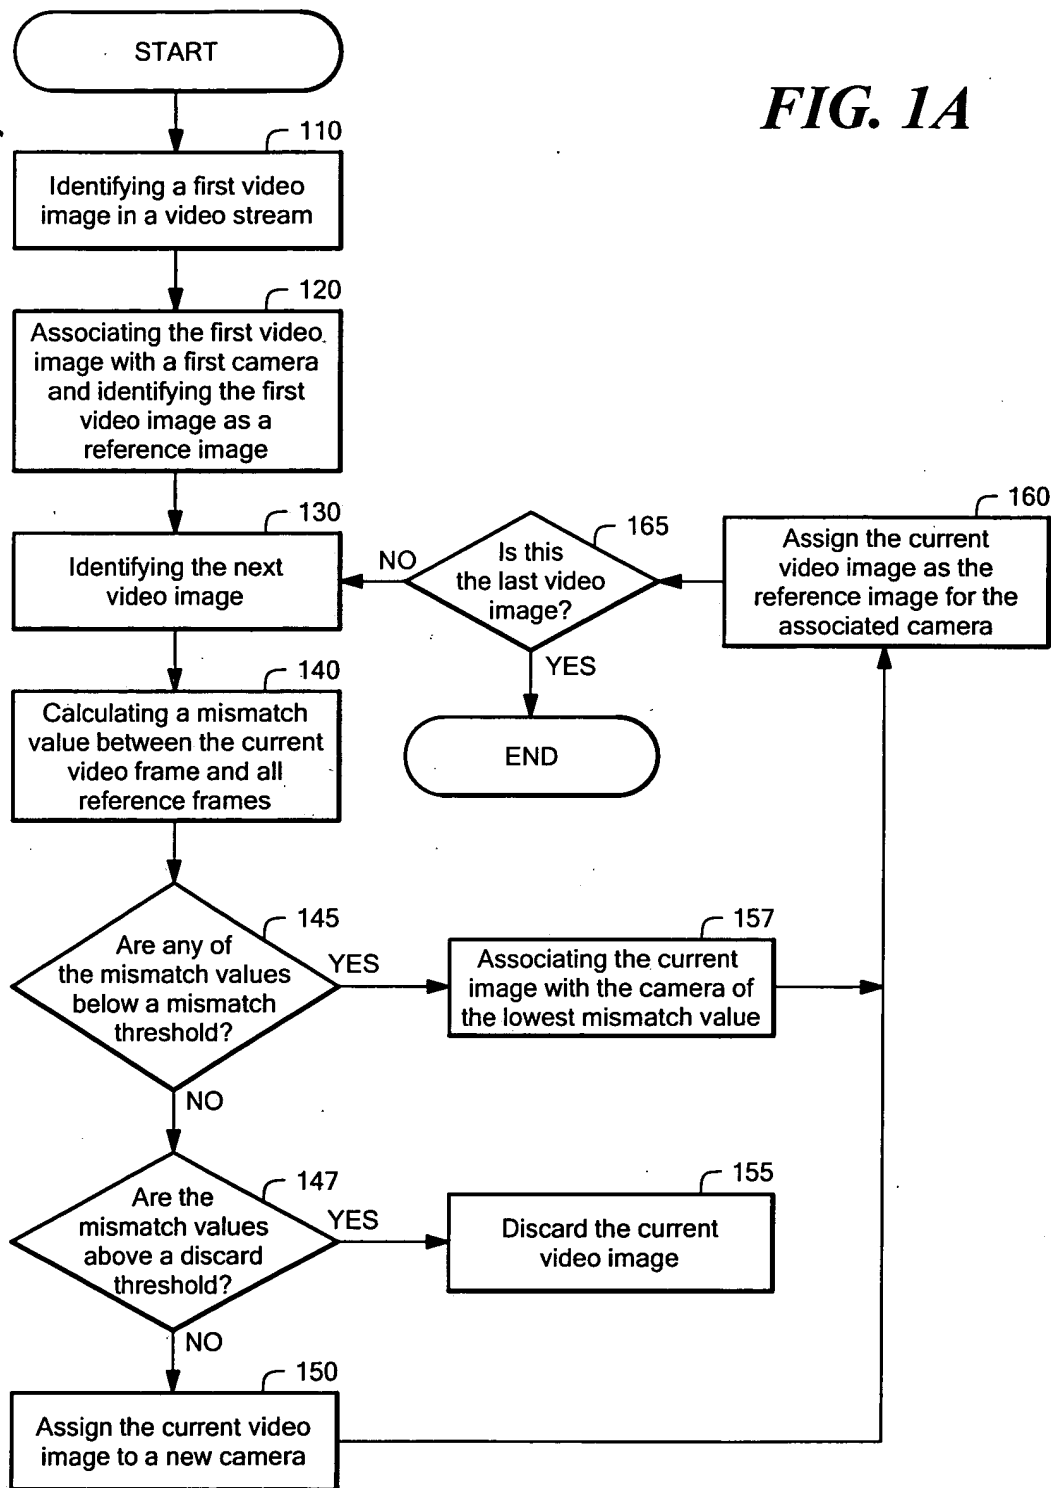 START
FIG. 1A
110
Identifying a first video
image in a video stream
120
Associating the first video
image with a first camera
and identifying the first
video image as a
reference image
130
Identifying the next
video image
165
Is this
the last video
image?
NO
YES
END
160
Assign the current
video image as the
reference image for the
associated camera
140
Calculating a mismatch
value between the current
video frame and all
reference frames
145
Are any of
the mismatch values
below a mismatch
threshold?
YES
NO
157
Associating the current
image with the camera of
the lowest mismatch value
147
Are the
mismatch values
above a discard
threshold?
YES
NO
155
Discard the current
video image
150
Assign the current video
image to a new camera